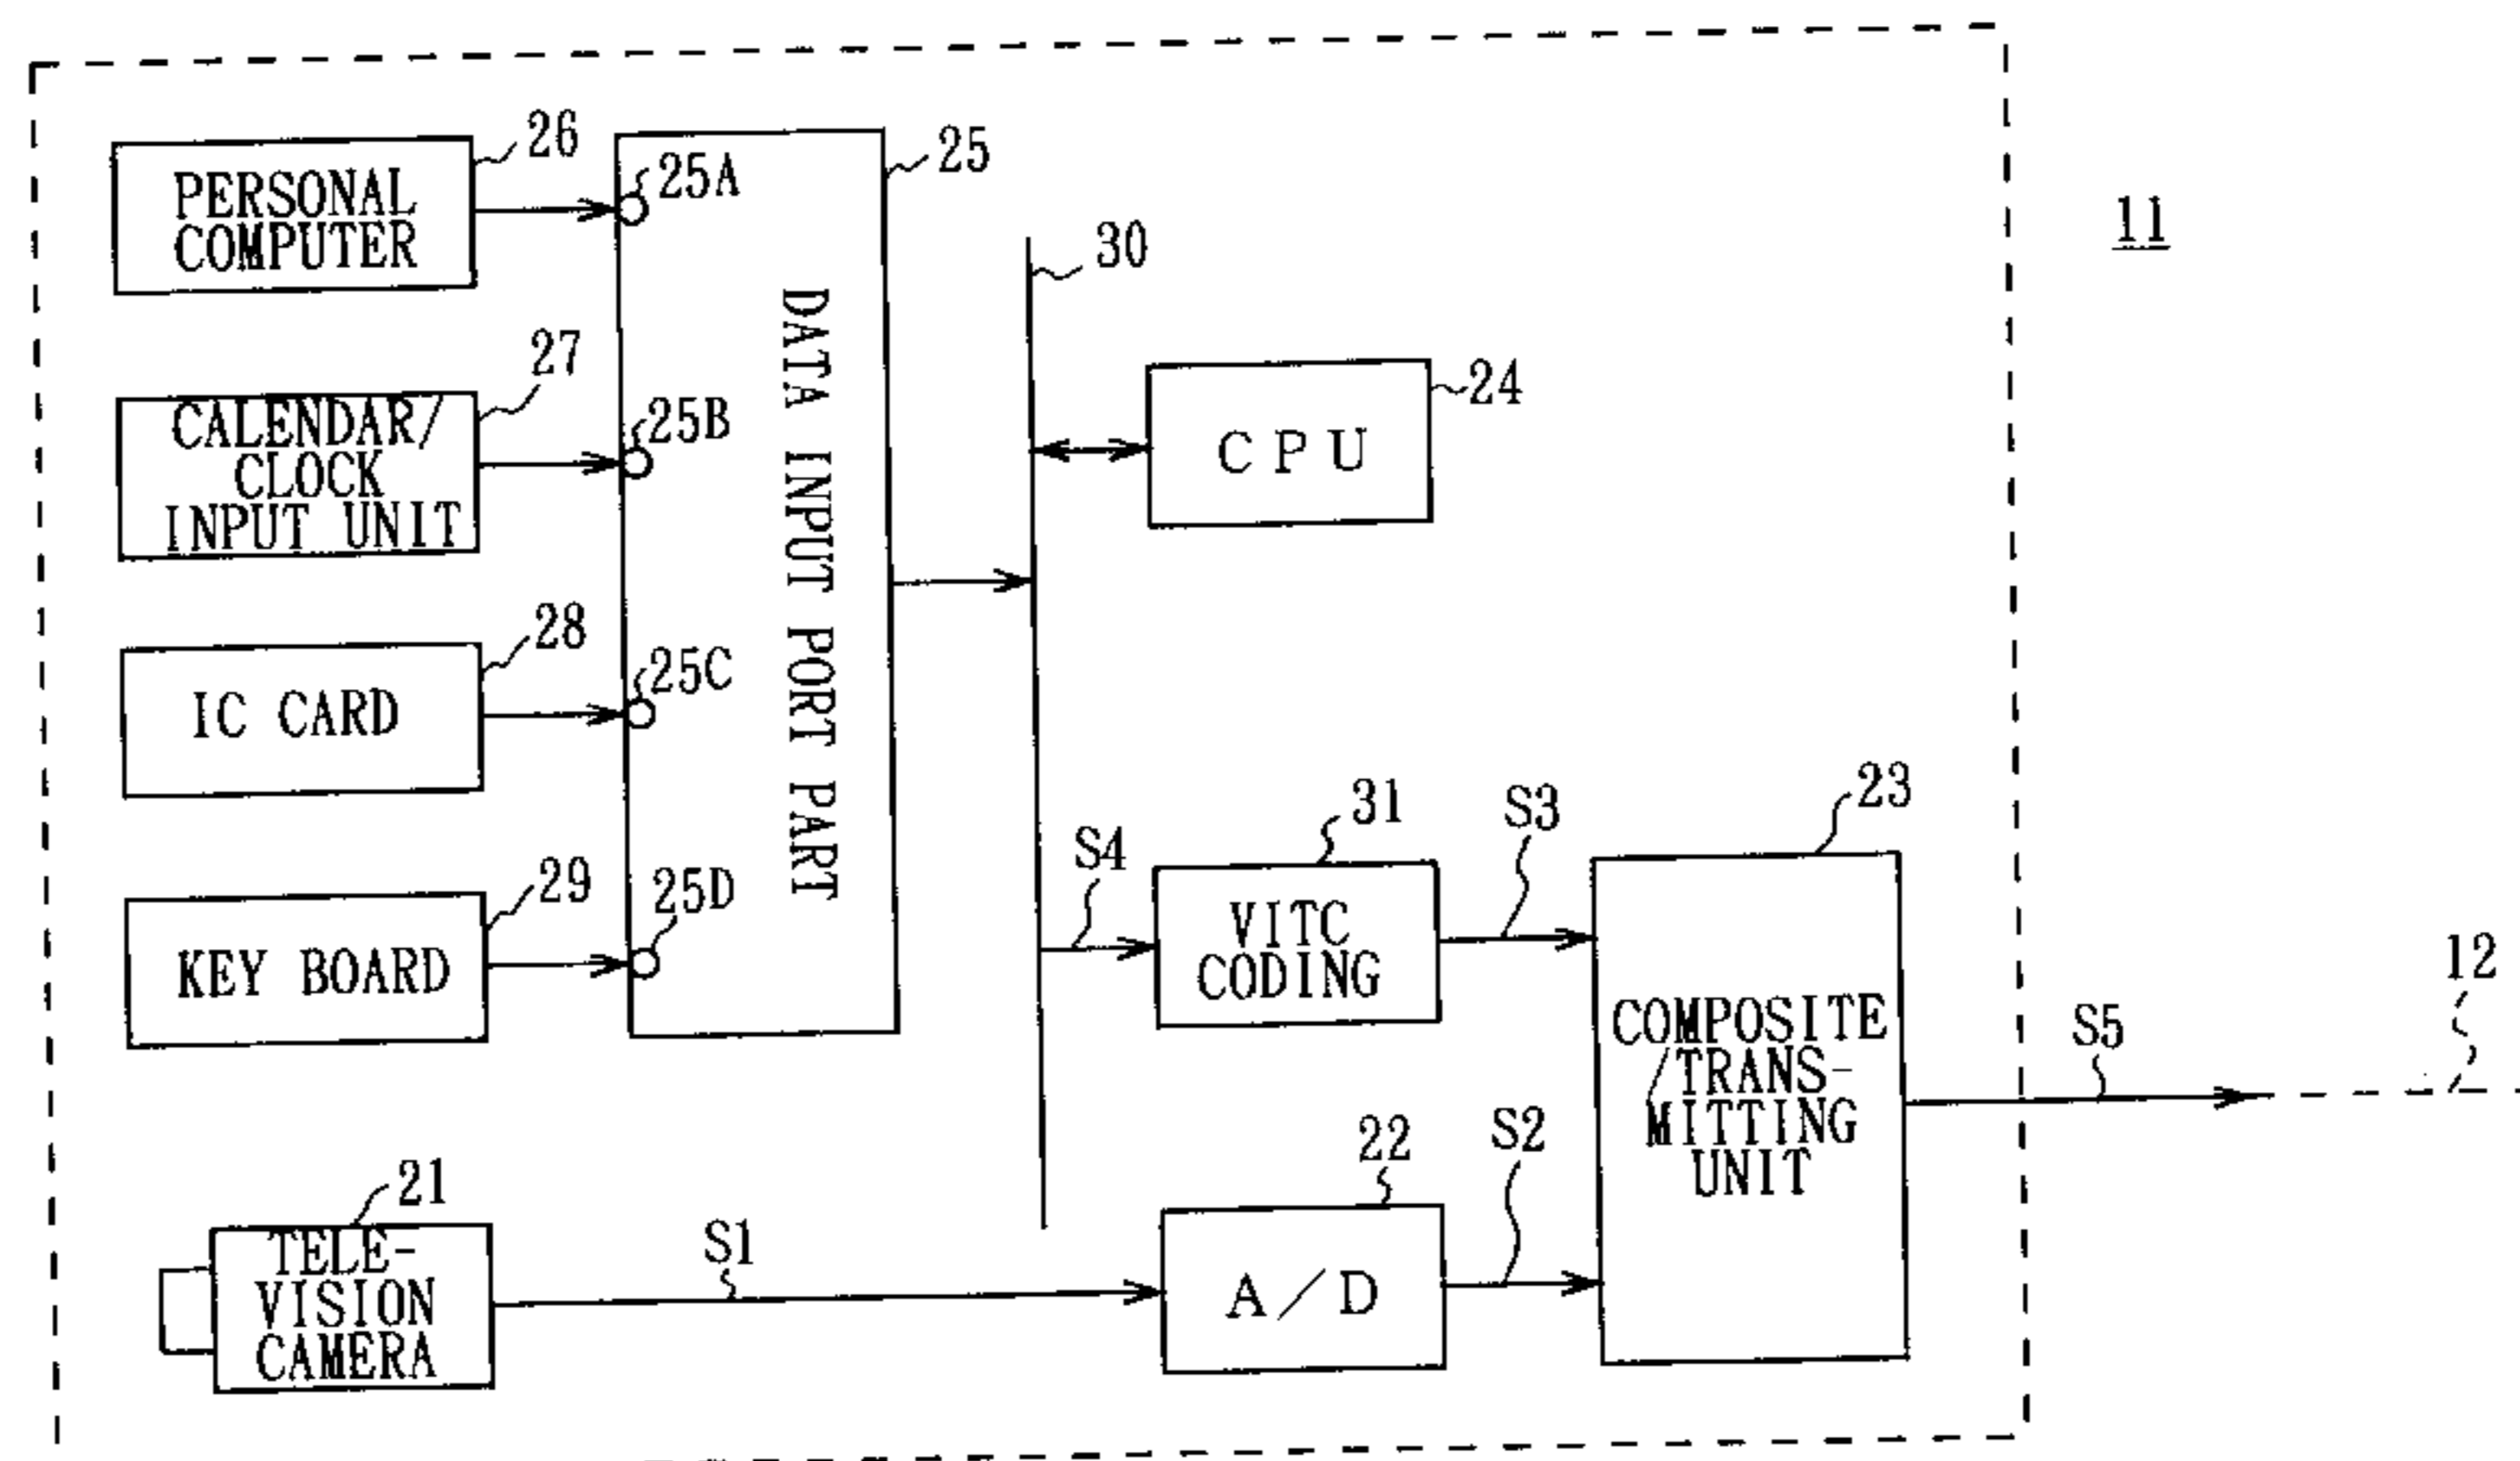 11
26
PERSONAL
COMPUTER
25
25A
27
CALENDAR/
CLOCK
INPUT UNIT
25B
28
IC CARD
25C
29
KEY BOARD
25D
DATA INPUT PORT PART
30
24
CPU
S4
31
VITC
CODING
S3
23
COMPOSITE
/TRANS-
MITTING
UNIT
S5
12
21
TELE-
VISION
CAMERA
S1
22
A/D
S2